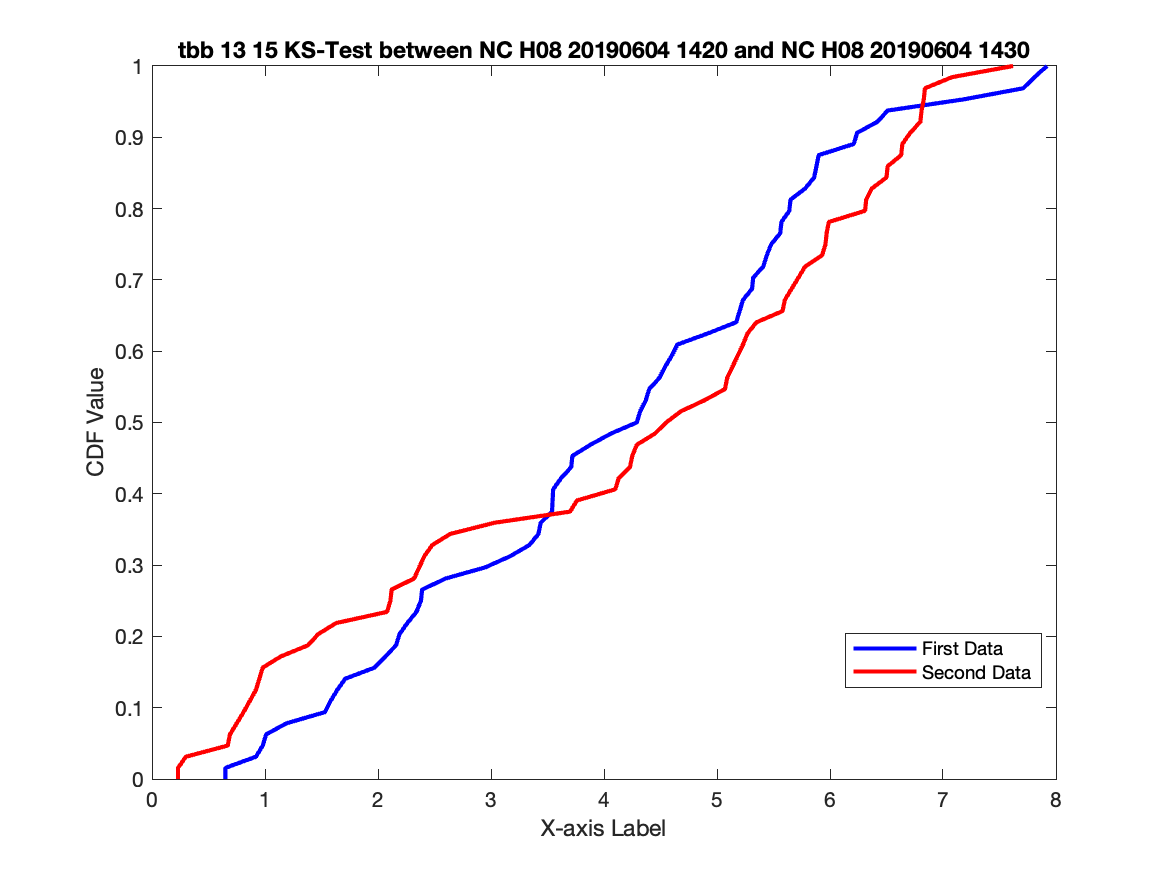 tbb 13 15 KS-Test between NC H08 20190604 1420 and NC H08 20190604 1430
1
0.9
0.8
0.7
0.6
0.5
0.4
0.3
0.2
0.1
0
CDF Value
First Data
Second Data
0 1 2 3 4 5 6 7 8
X-axis Label